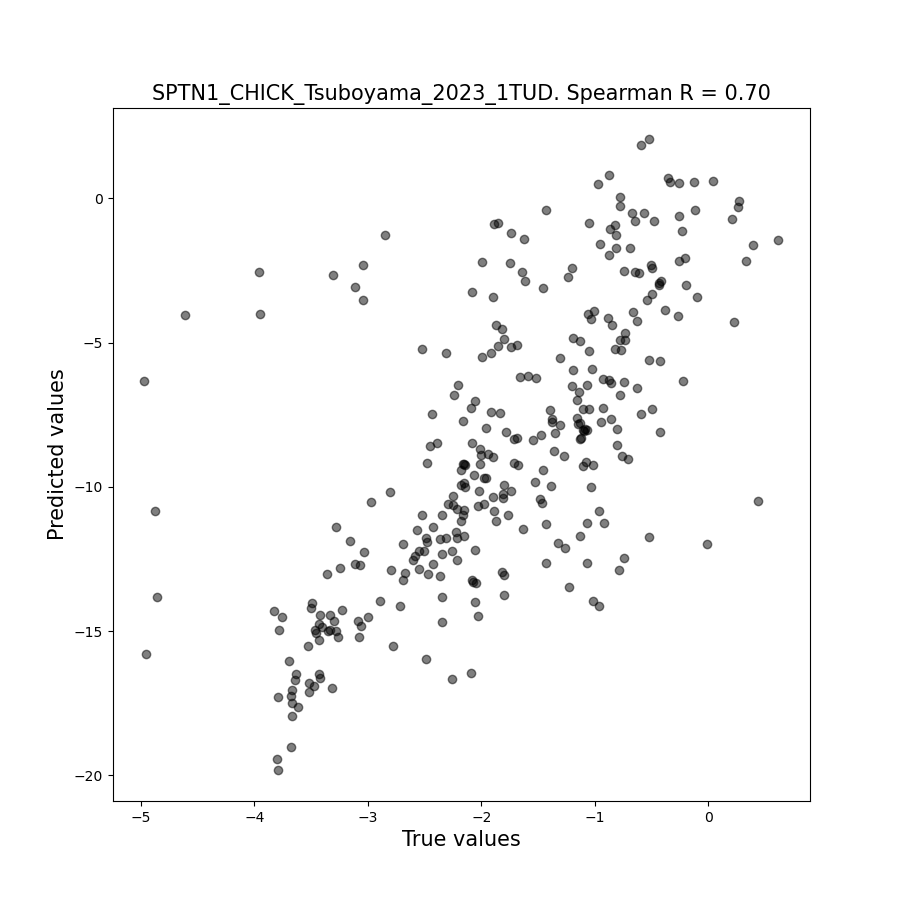 SPTN1_CHICK_Tsuboyama_2023_1TUD. Spearman R = 0.70
0
−5
−10
−15
−20
Predicted values
−5 −4 −3 −2 −1 0
True values